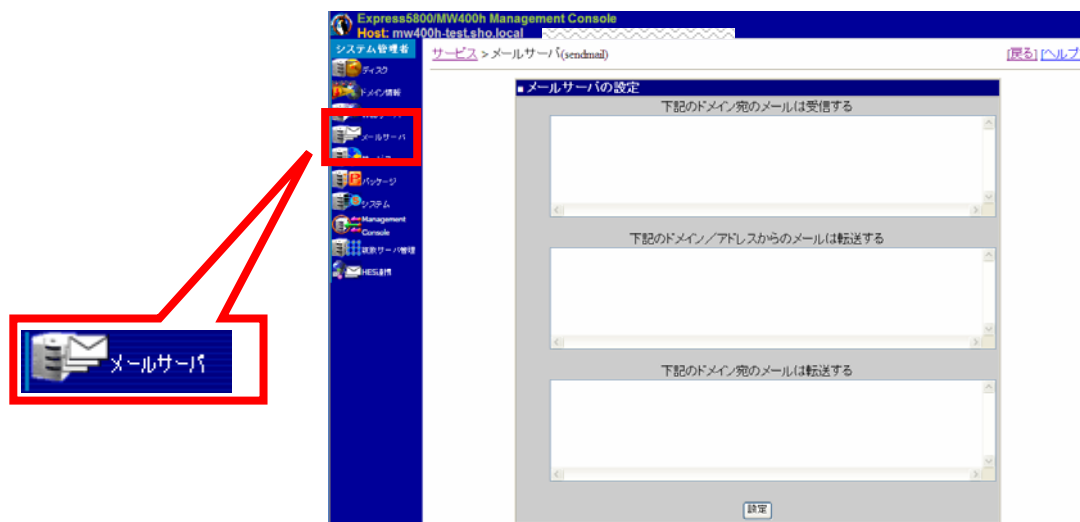 Express5800/MW400h Management Console
Host: mw400h-test.sho.local
システム管理者
ディスク
ドメイン情報
メールサーバ
パッケージ
システム
Management
Console
複数サーバ管理
HES連携
サービス > メールサーバ(sendmail)
[戻る] [ヘルプ
■メールサーバの設定
下記のドメイン宛のメールは受信する
下記のドメイン／アドレスからのメールは転送する
下記のドメイン宛のメールは転送する
設定
メールサーバ